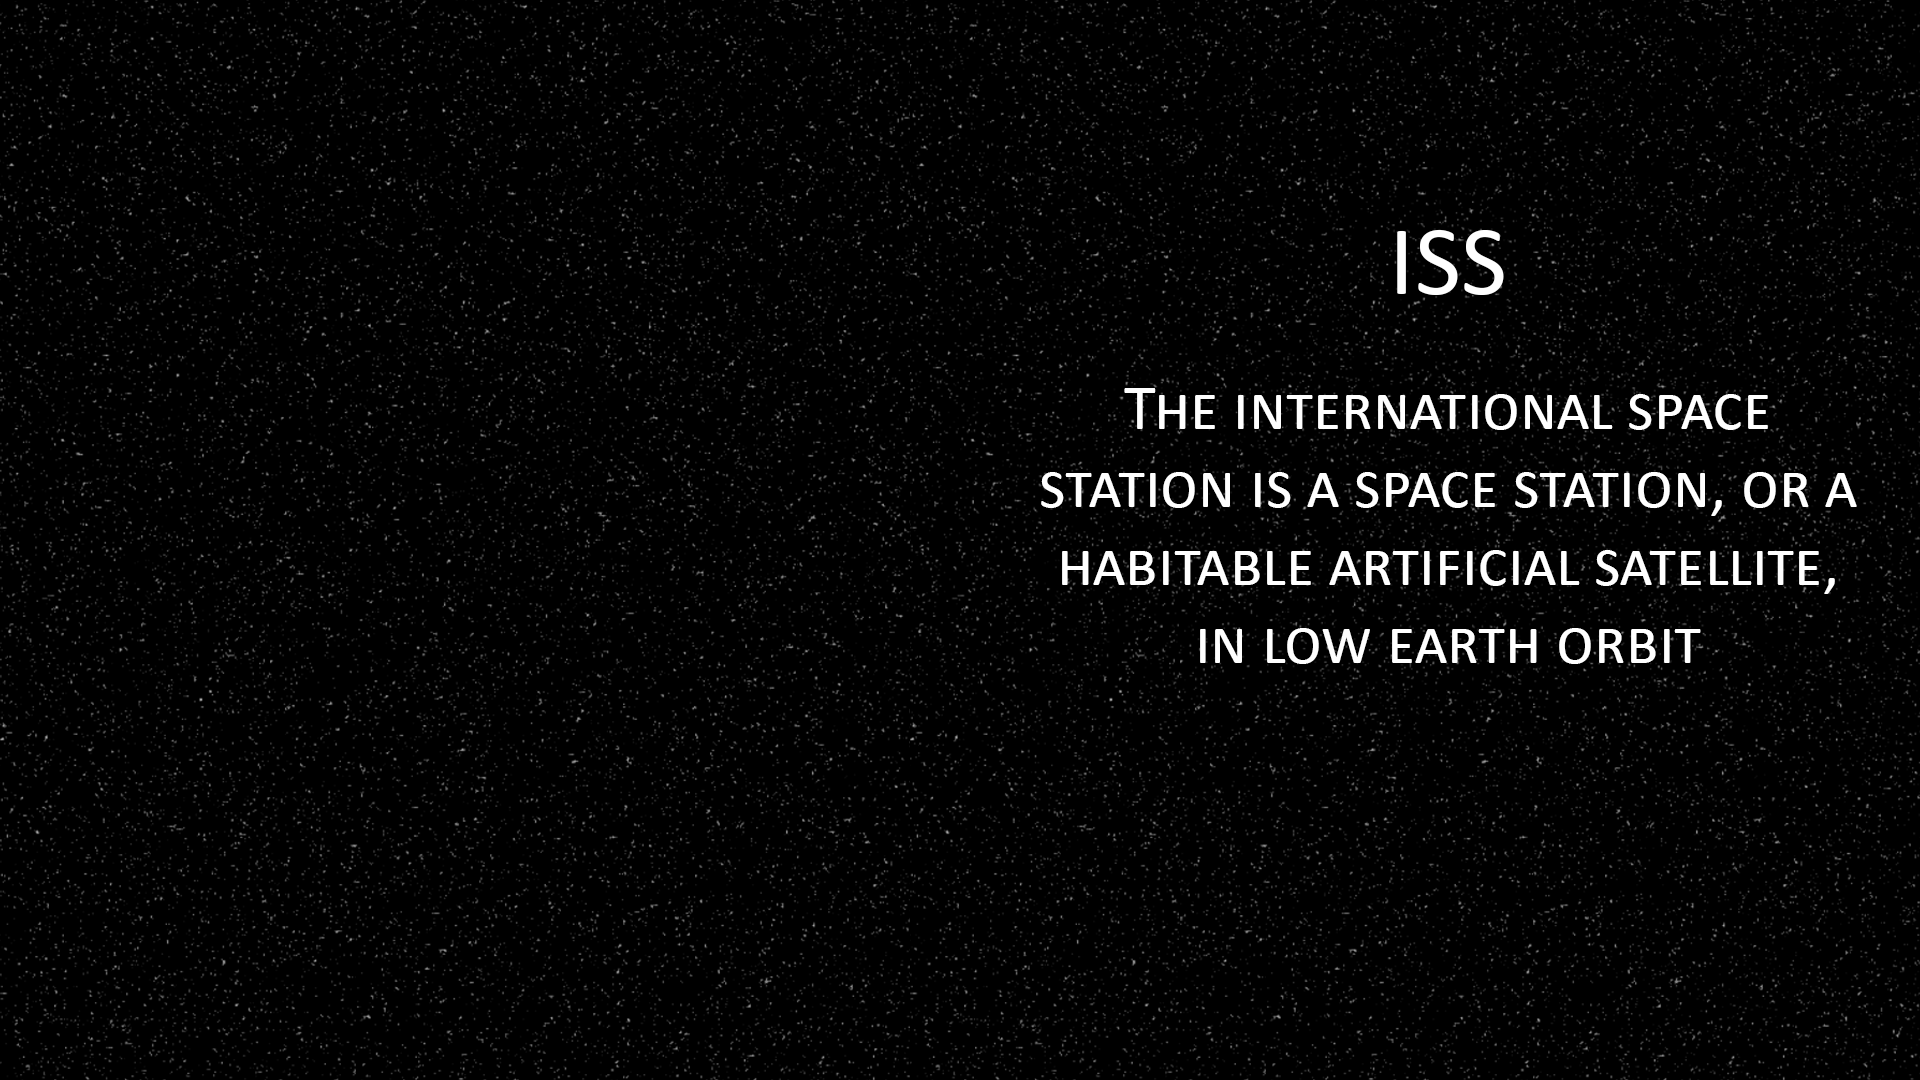 ISS
The international space
station is a space station, or a
habitable artificial satellite,
in low earth orbit